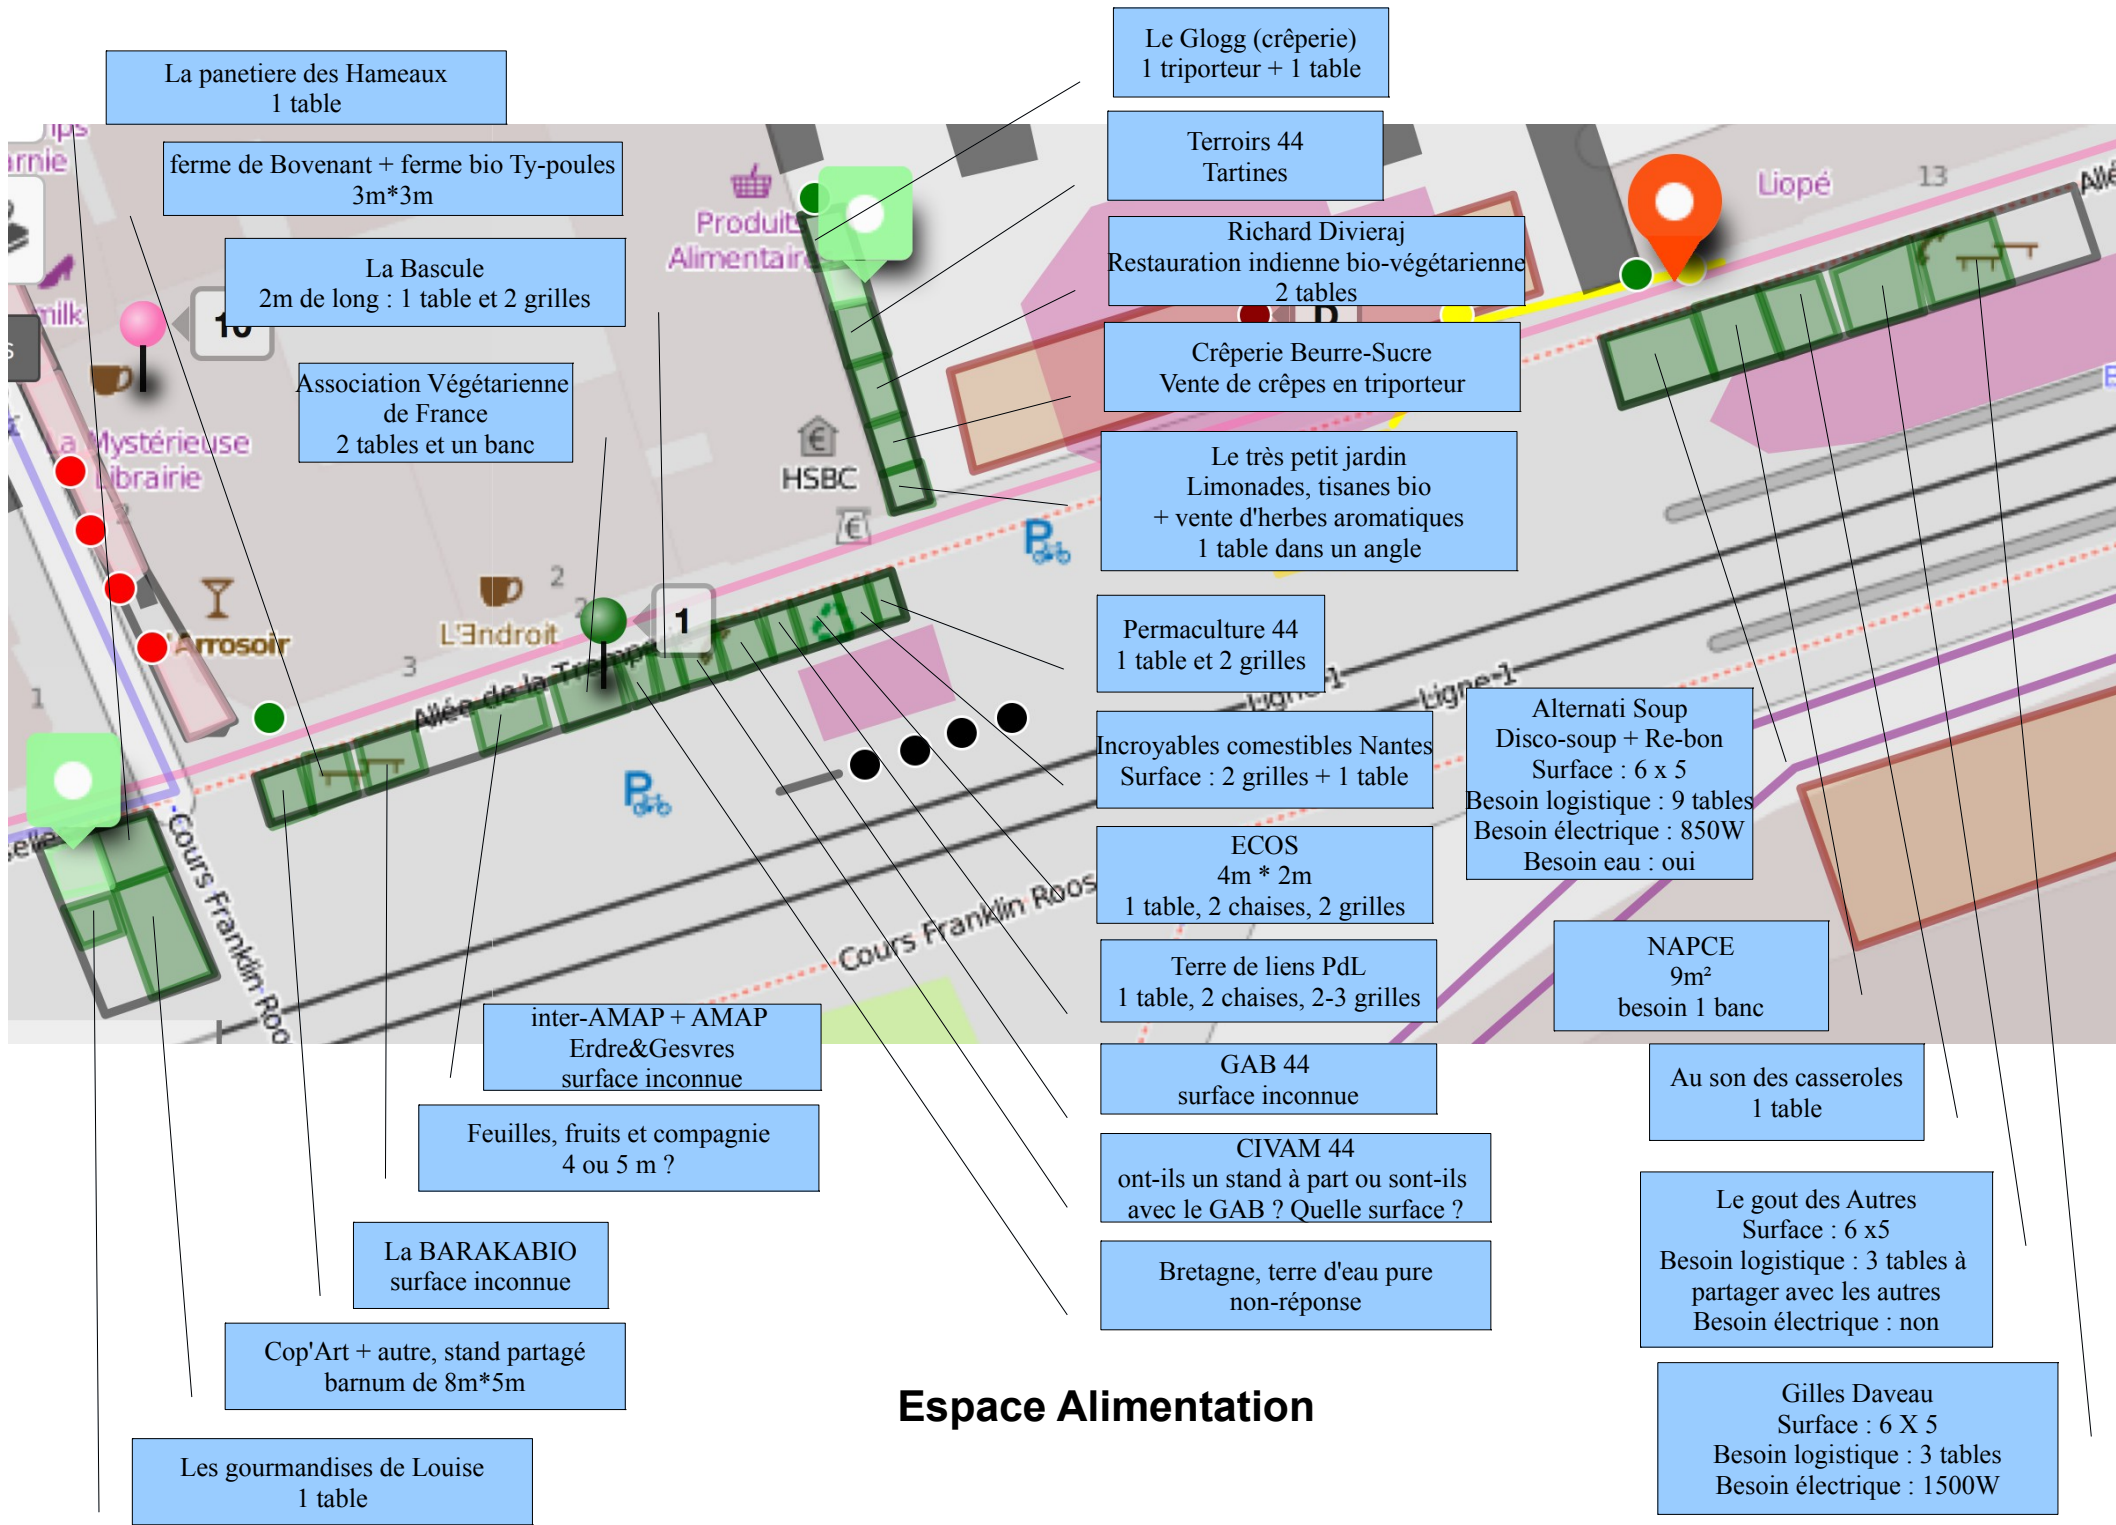 La panetiere des Hameaux
1 table
ferme de Bovenant + ferme bio Ty-poules
3m*3m
La Bascule
2m de long : 1 table et 2 grilles
Association Végétarienne
de France
2 tables et un banc
Le Glogg (crêperie)
1 triporteur + 1 table
Terroirs 44
Tartines
Richard Divieraj
Restauration indienne bio-végétarienne
2 tables
Crêperie Beurre-Sucre
Vente de crêpes en triporteur
Le très petit jardin
Limonades, tisanes bio
+ vente d'herbes aromatiques
1 table dans un angle
Permaculture 44
1 table et 2 grilles
Incroyables comestibles Nantes
Surface : 2 grilles + 1 table
ECOS
4m * 2m
1 table, 2 chaises, 2 grilles
Terre de liens PdL
1 table, 2 chaises, 2-3 grilles
GAB 44
surface inconnue
CIVAM 44
ont-ils un stand à part ou sont-ils
avec le GAB ? Quelle surface ?
Bretagne, terre d'eau pure
non-réponse
Alternati Soup
Disco-soup + Re-bon
Surface : 6 x 5
Besoin logistique : 9 tables
Besoin électrique : 850W
Besoin eau : oui
NAPCE
9m²
besoin 1 banc
Au son des casseroles
1 table
Le gout des Autres
Surface : 6 x5
Besoin logistique : 3 tables à
partager avec les autres
Besoin électrique : non
Gilles Daveau
Surface : 6 X 5
Besoin logistique : 3 tables
Besoin électrique : 1500W
inter-AMAP + AMAP
Erdre&Gesvres
surface inconnue
Feuilles, fruits et compagnie
4 ou 5 m ?
La BARAKABIO
surface inconnue
Cop'Art + autre, stand partagé
barnum de 8m*5m
Les gourmandises de Louise
1 table
Espace Alimentation
Produits
Alimentaire
Liopé
13
La Mystérieuse
Librairie
milk
HSBC
€
€
L'Endroit
Arrosoir
1
2
3
1
P
P
D
Allée de la Tremp
Ligne-1
Ligne-1
Cours Franklin Roos
Cours Franklin Roo